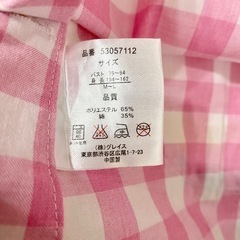 品番 53057112
サイズ
バスト 79~94
身長 154~162
M~L
品質
ポリエステル 65%
綿 35%
(株)グレイス
東京都渋谷区広尾1-7-23
中国製